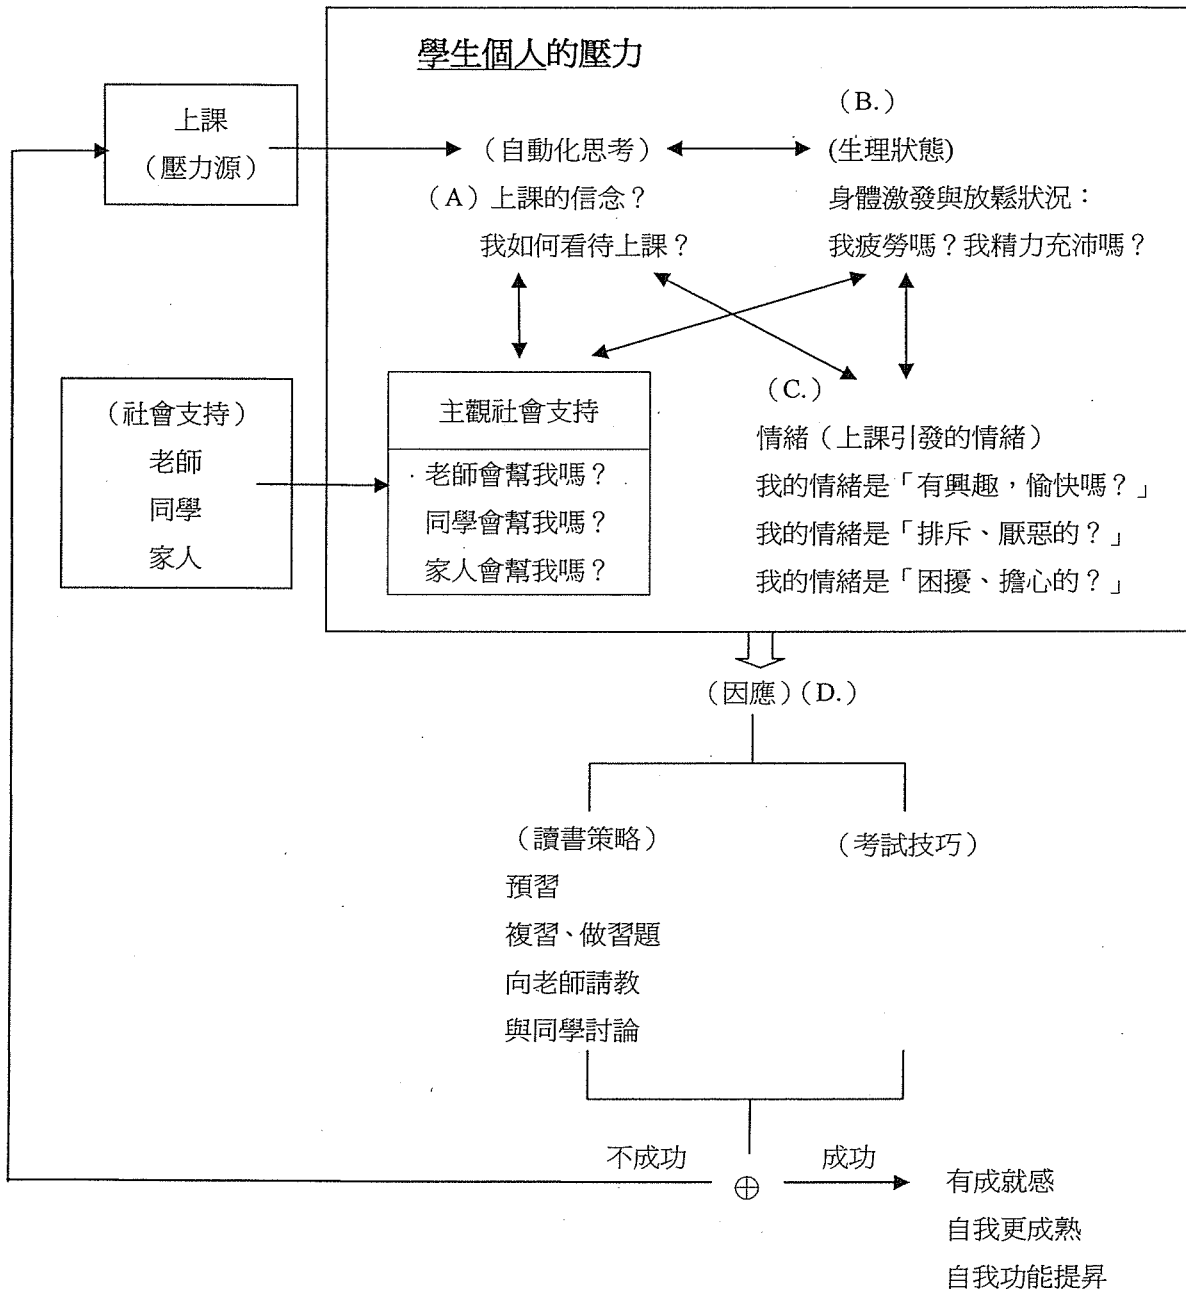 學生個人的壓力
上課
(壓力源)
(自動化思考)
(A)上課的信念?
我如何看待上課?
(B.)
(生理狀態)
身體激發與放鬆狀況:
我疲勞嗎?我精力充沛嗎?
(社會支持)
老師
同學
家人
主觀社會支持
老師會幫我嗎?
同學會幫我嗎?
家人會幫我嗎?
(C.)
情緒(上課引發的情緒)
我的情緒是「有興趣,愉快嗎?」
我的情緒是「排斥、厭惡的?」
我的情緒是「困擾、擔心的?」
(因應)(D.)
(讀書策略)
預習
複習、做習題
向老師請教
與同學討論
(考試技巧)
不成功
成功
有成就感
自我更成熟
自我功能提昇